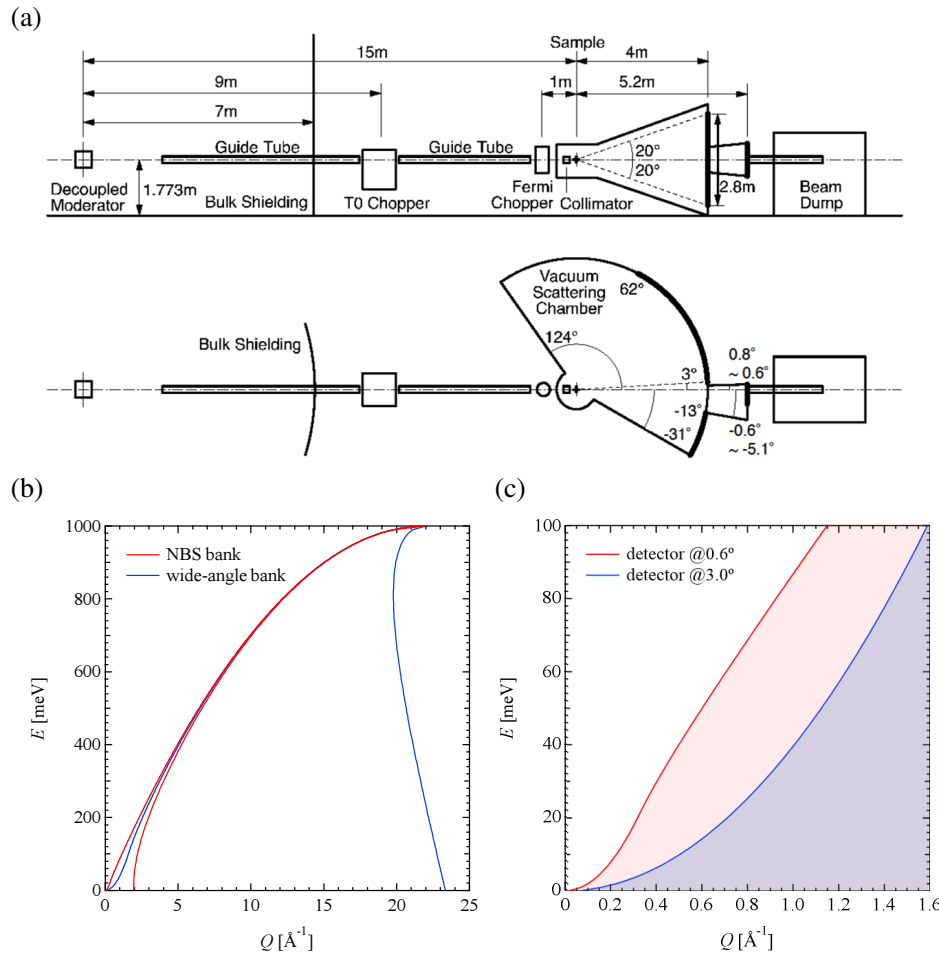 (a)
Sample
15m
4m
9m
1m
5.2m
7m
Guide Tube
Guide Tube
20°
20°
Decoupled
Moderator
1.773m
Bulk Shielding
T0 Chopper
Fermi
Chopper
Collimator
2.8m
Beam
Dump
Vacuum
Scattering
Chamber
62°
Bulk Shielding
124°
0.8°
~ 0.6°
3°
-13°
-31°
-0.6°
~ -5.1°
(b)
1000
800
600
400
200
0
E [meV]
NBS bank
wide-angle bank
0 5 10 15 20 25
Q [Å⁻¹]
(c)
100
80
60
40
20
0
E [meV]
detector @0.6º
detector @3.0º
0 0.2 0.4 0.6 0.8 1.0 1.2 1.4 1.6
Q [Å⁻¹]